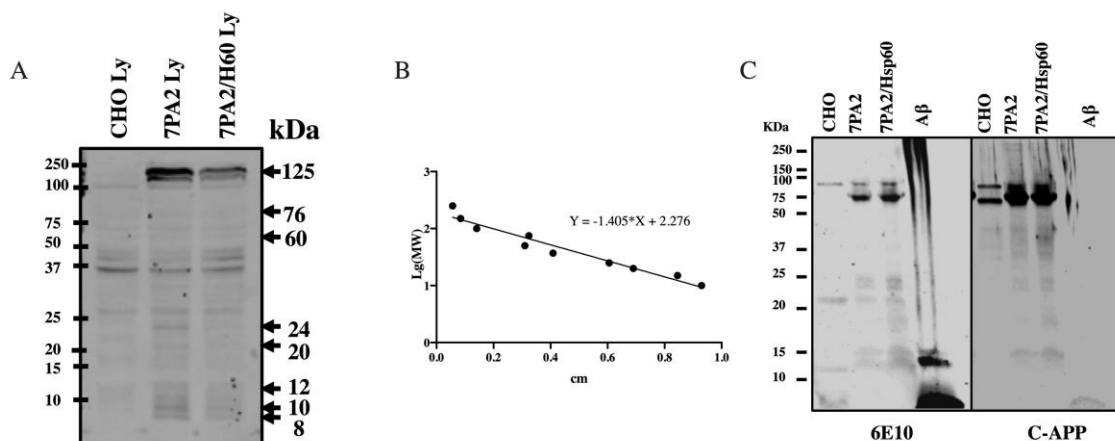 A
CHO Ly
7PA2 Ly
7PA2/H60 Ly
kDa
250
100
75
50
37
25
20
15
10
125
76
60
24
20
12
10
8
B
3
2
1
0
Lg(MW)
Y = -1.405*X + 2.276
0.0 0.2 0.4 0.6 0.8 1.0
cm
C
CHO
7PA2
7PA2/Hsp60
Aβ
CHO
7PA2
7PA2/Hsp60
Aβ
KDa
250
150
100
75
50
37
25
20
15
10
6E10 C-APP